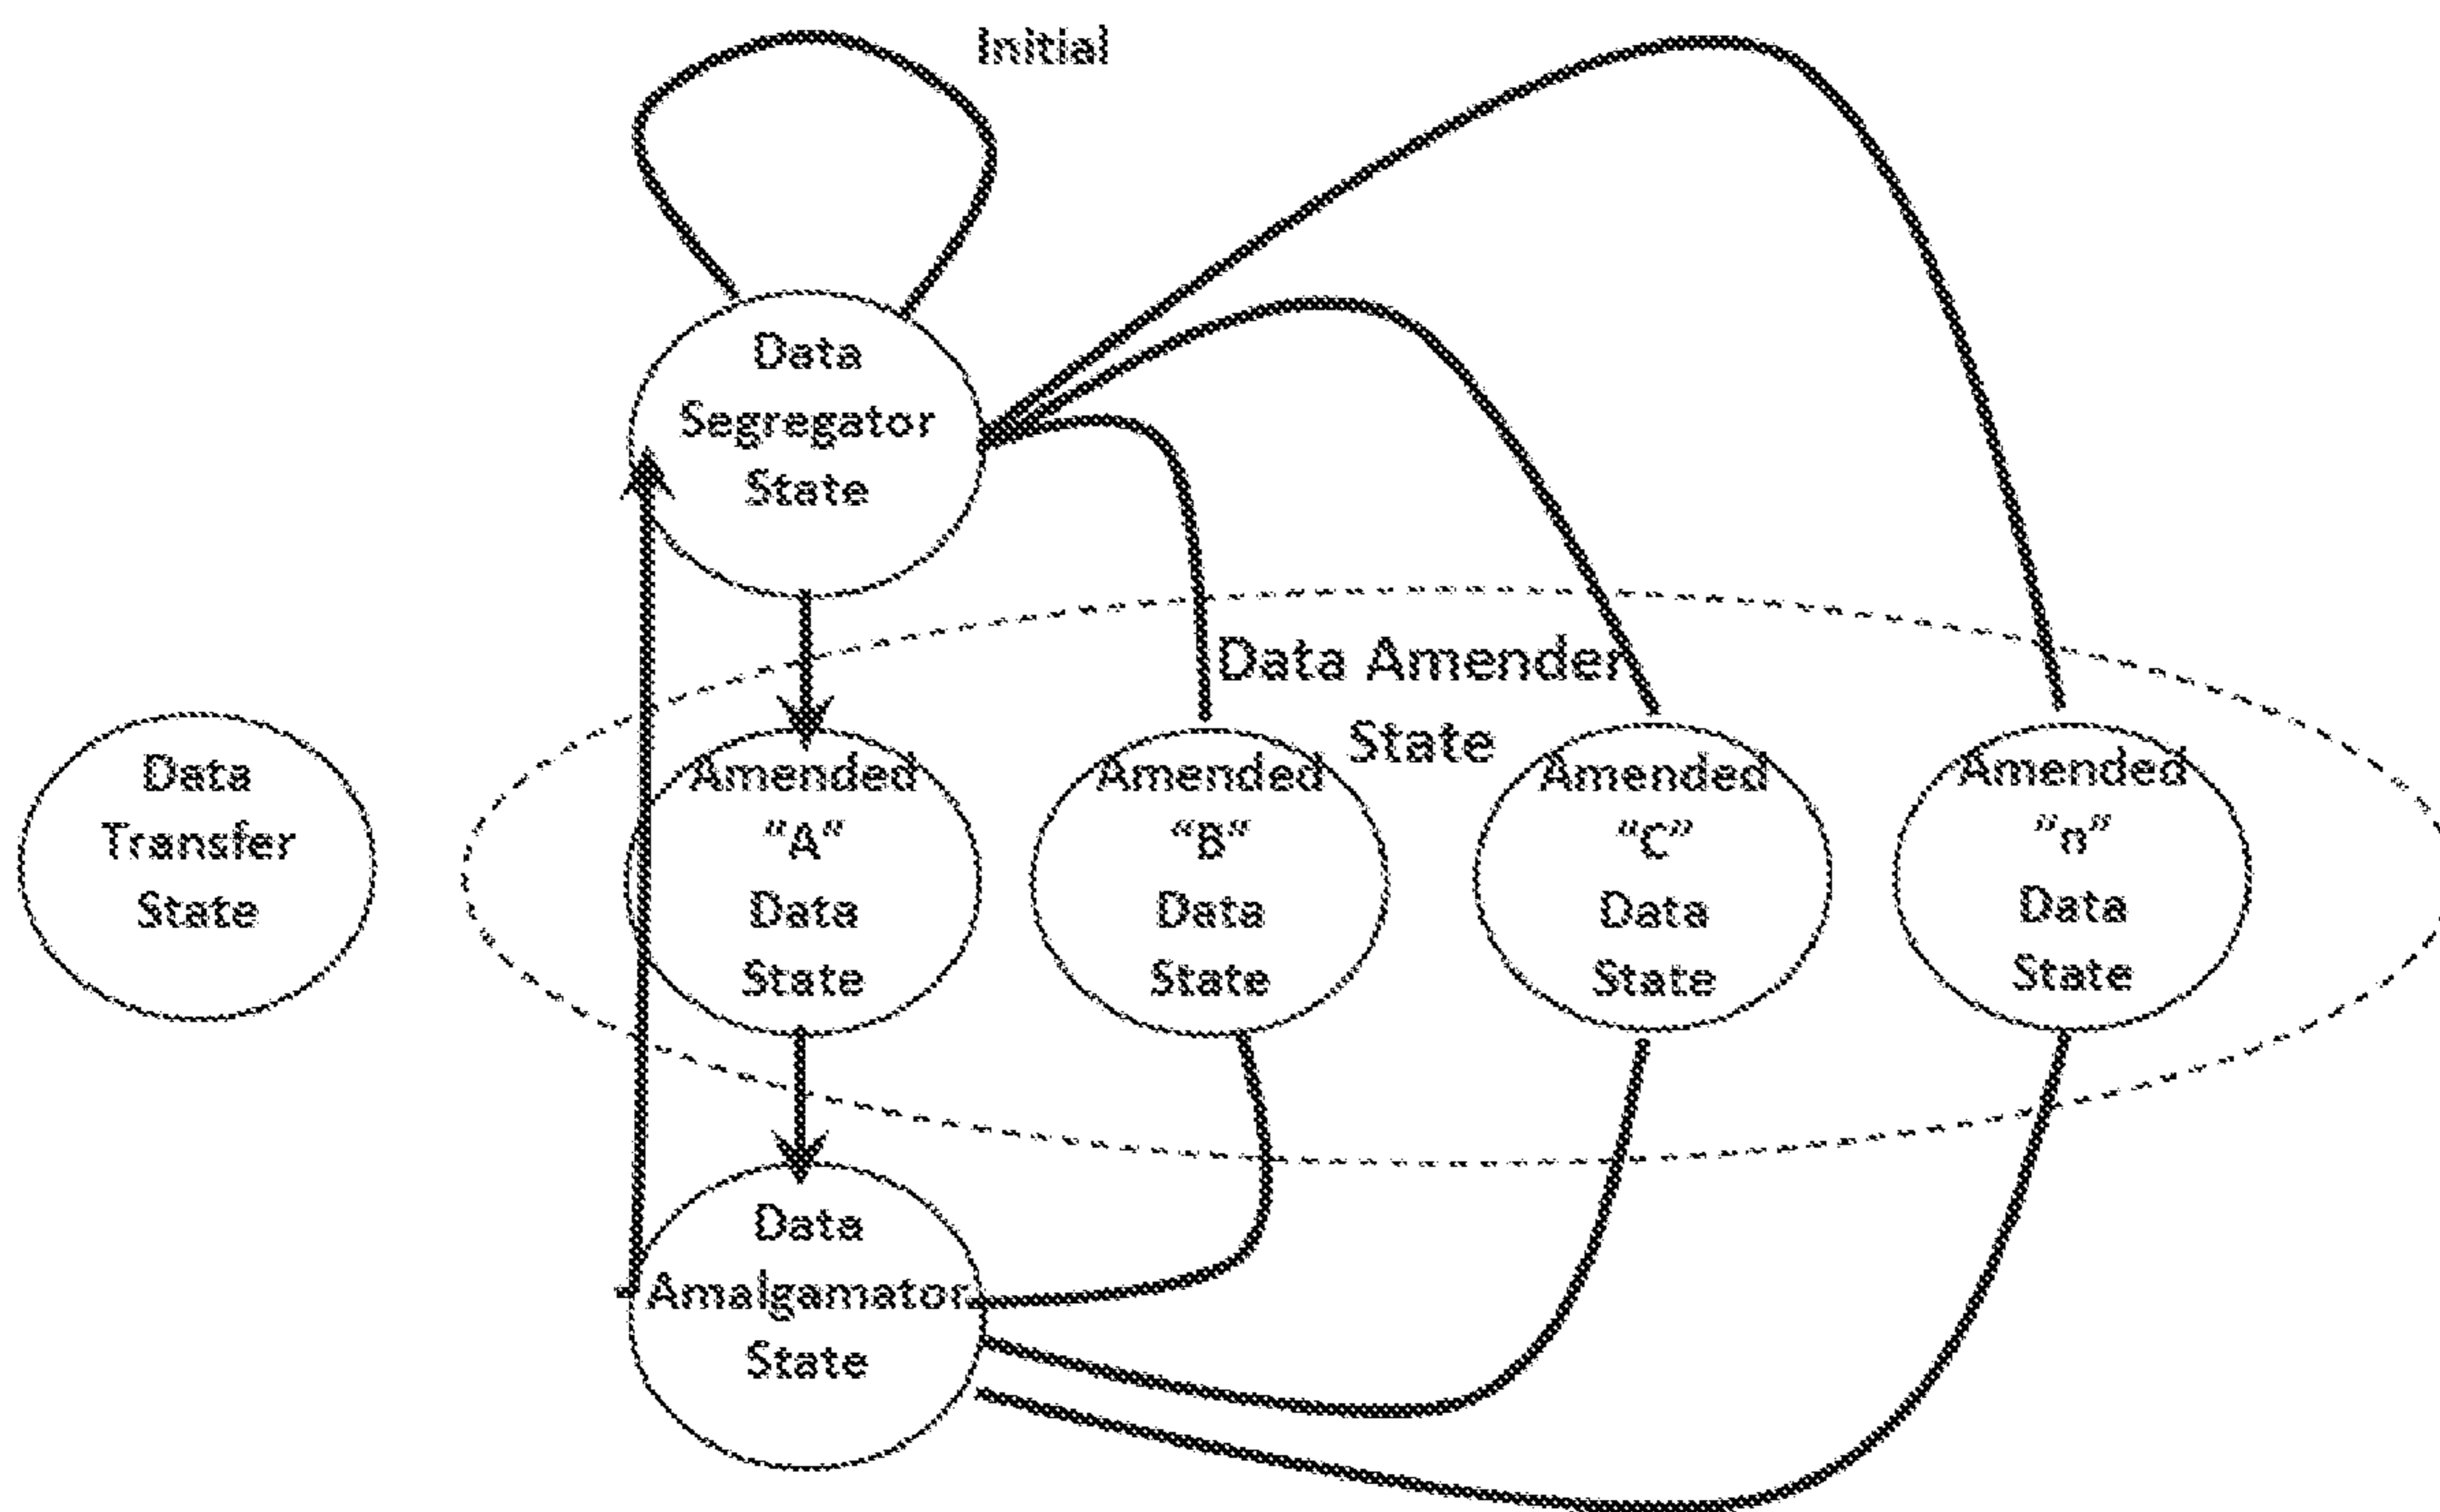 Initial
Data
Segregator
State
Data Amender
State
Data
Transfer
State
Amended
"A"
Data
State
Amended
"B"
Data
State
Amended
"C"
Data
State
Amended
"n"
Data
State
Data
Amalgamator
State